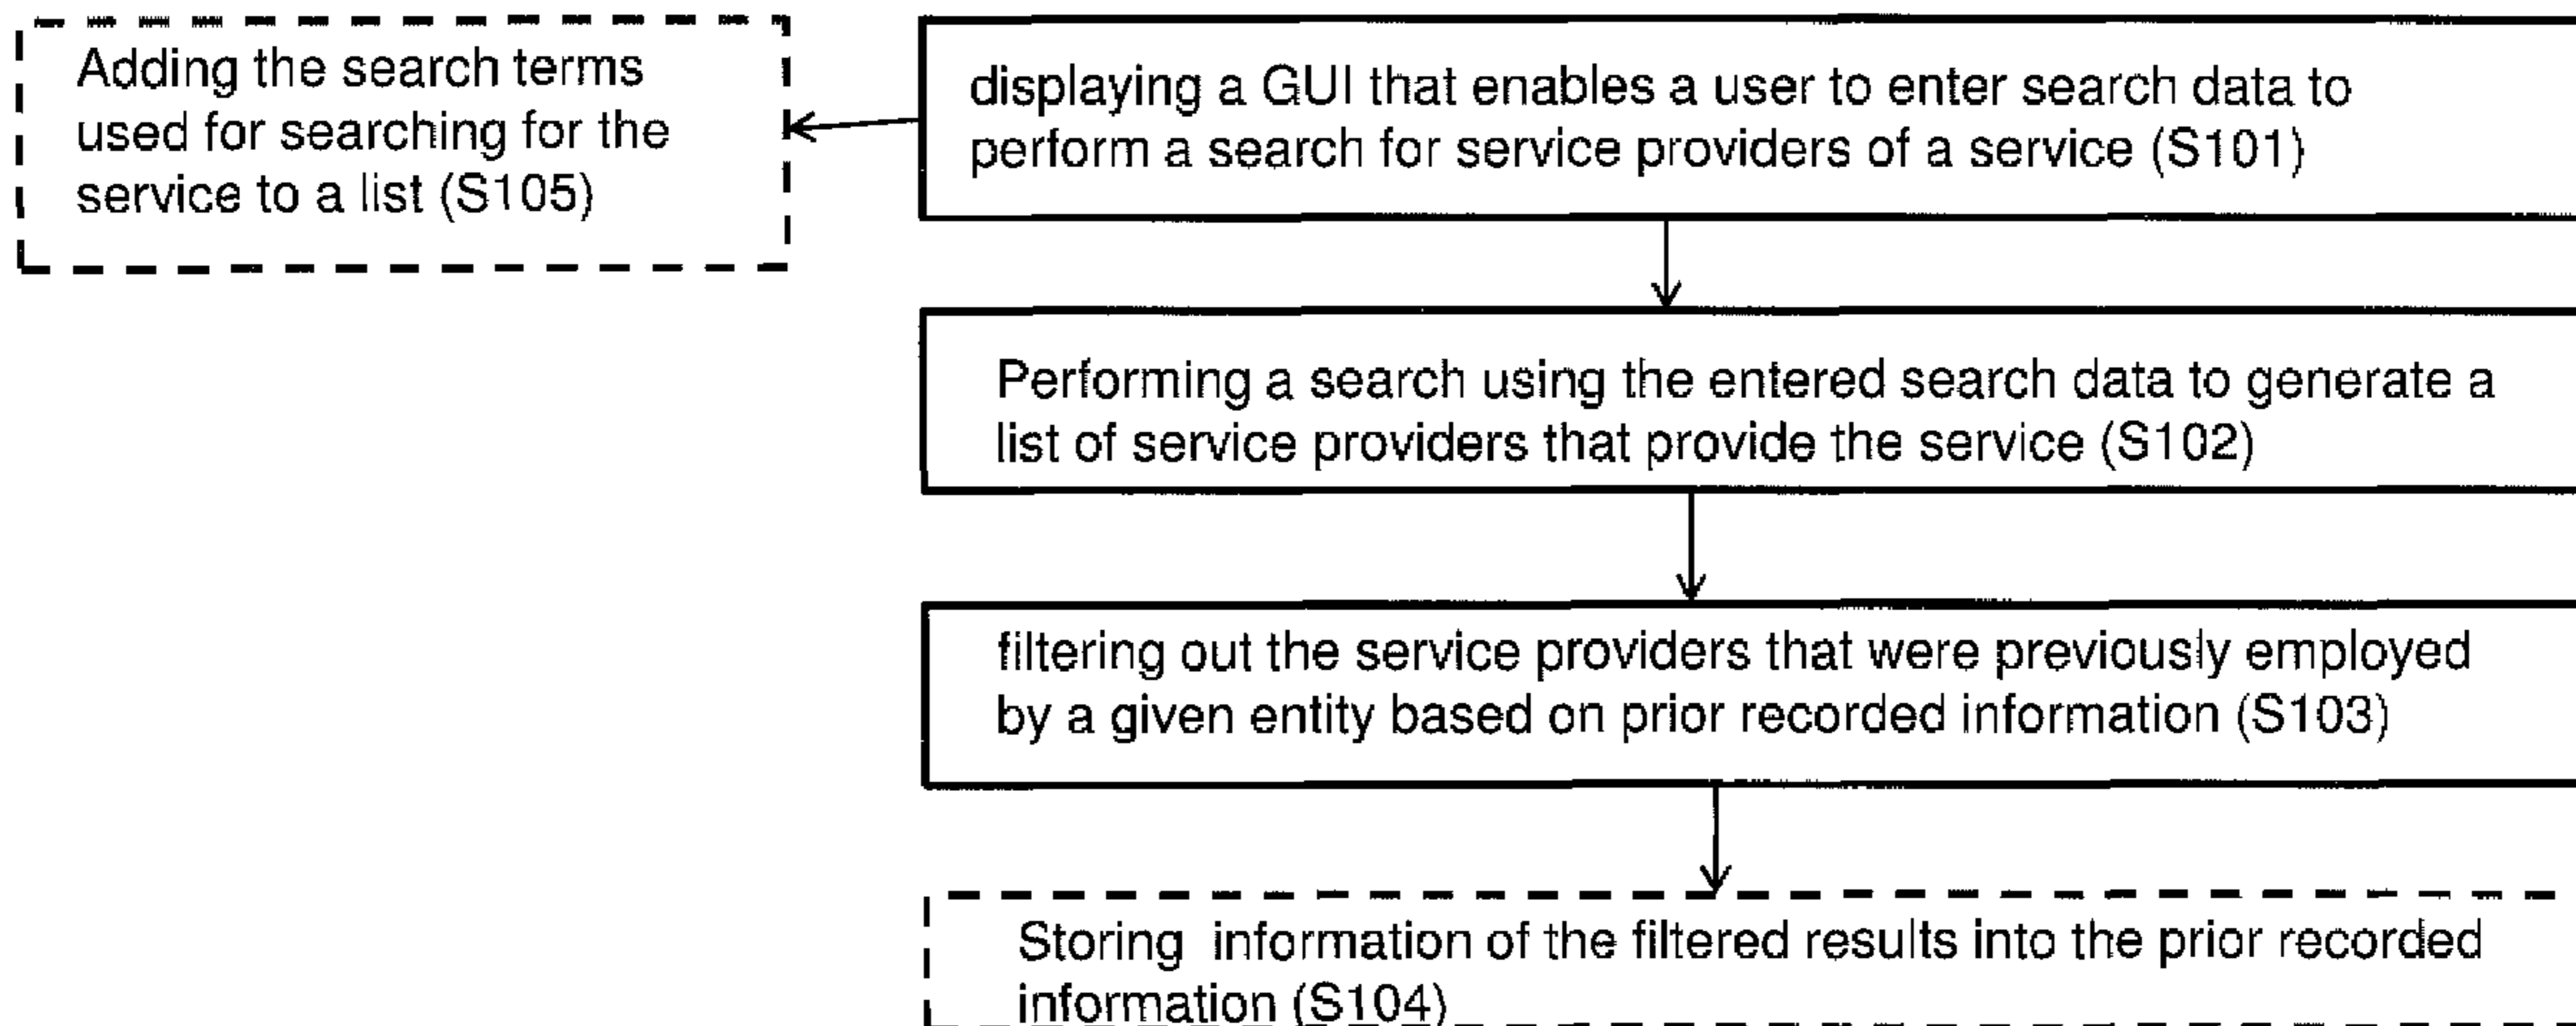 Adding the search terms
used for searching for the
service to a list (S105)
displaying a GUI that enables a user to enter search data to
perform a search for service providers of a service (S101)
Performing a search using the entered search data to generate a
list of service providers that provide the service (S102)
filtering out the service providers that were previously employed
by a given entity based on prior recorded information (S103)
Storing information of the filtered results into the prior recorded
information (S104)